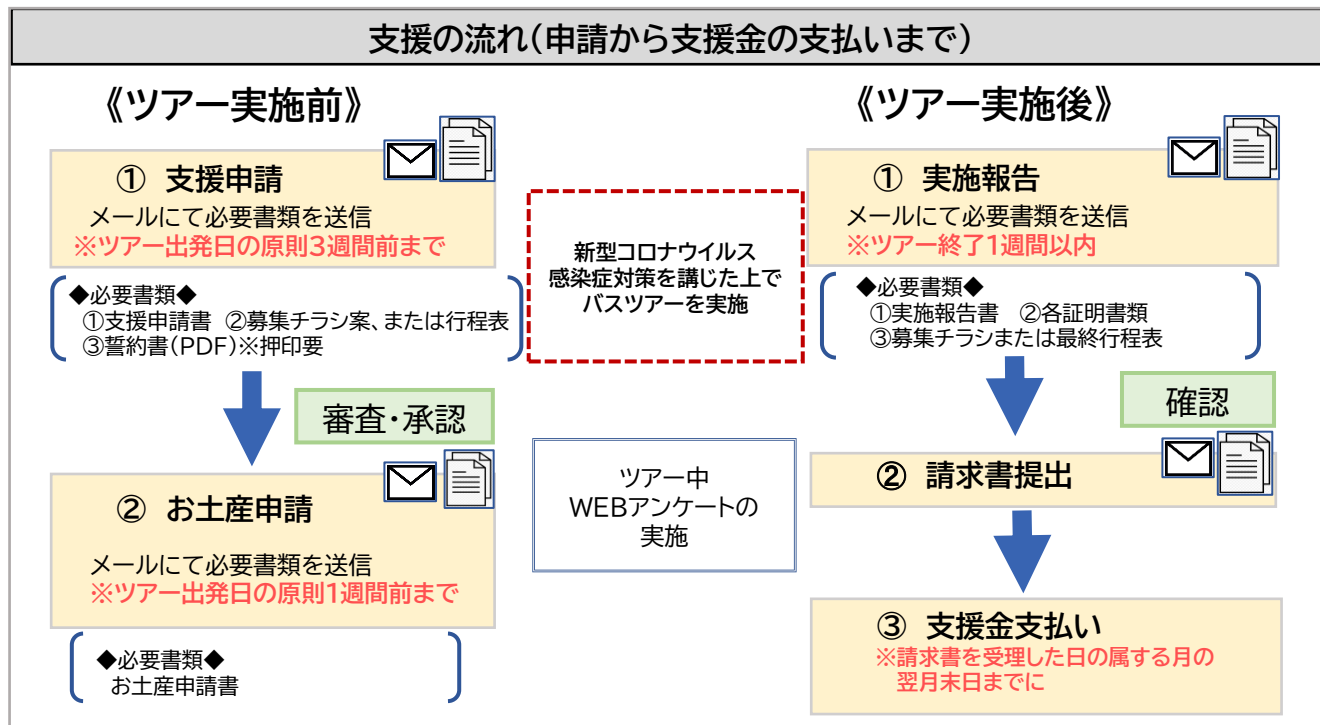 支援の流れ(申請から支援金の支払いまで)
《ツアー実施前》
① 支援申請
メールにて必要書類を送信
※ツアー出発日の原則3週間前まで
◆必要書類◆
①支援申請書 ②募集チラシ案、または行程表
③誓約書(PDF)※押印要
審査・承認
② お土産申請
メールにて必要書類を送信
※ツアー出発日の原則1週間前まで
◆必要書類◆
お土産申請書
新型コロナウイルス
感染症対策を講じた上で
バスツアーを実施
ツアー中
WEBアンケートの
実施
《ツアー実施後》
① 実施報告
メールにて必要書類を送信
※ツアー終了1週間以内
◆必要書類◆
①実施報告書 ②各証明書類
③募集チラシまたは最終行程表
確認
② 請求書提出
③ 支援金支払い
※請求書を受理した日の属する月の
翌月末日までに